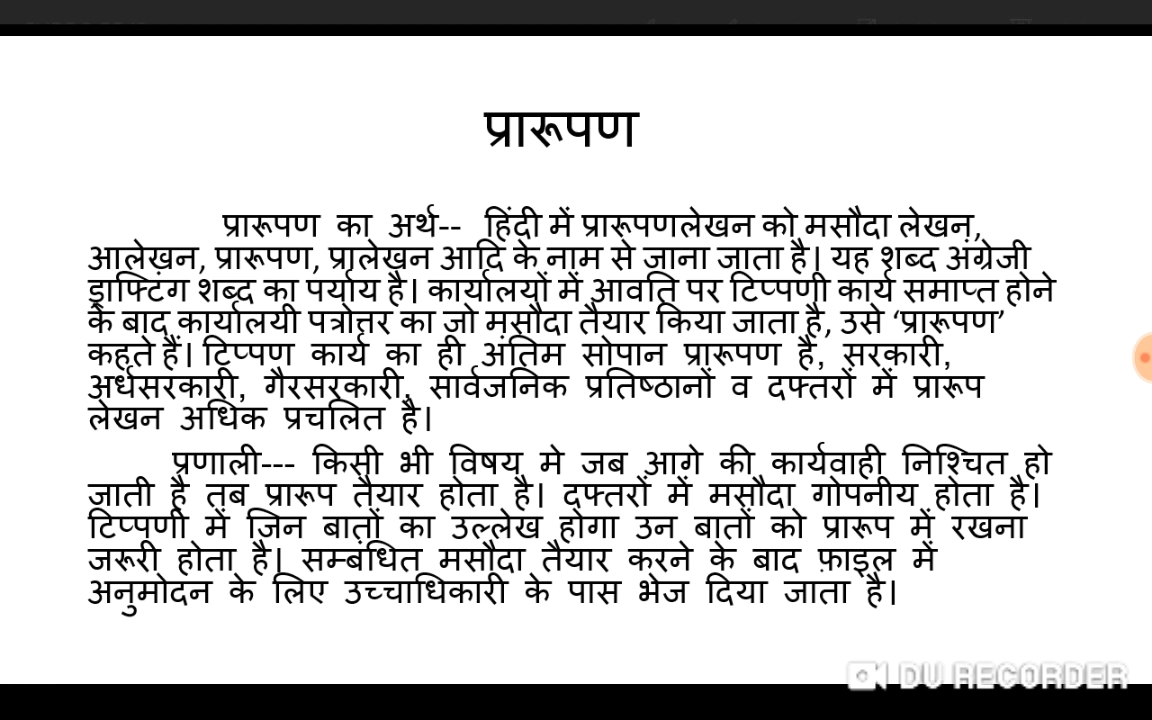 प्रारूपण
प्रारूपण का अर्थ-- हिंदी में प्रारूपणलेखन को मसौदा लेखन,
आलेखन, प्रारूपण, प्रालेखन आदि के नाम से जाना जाता है। यह शब्द अंग्रेजी
ड्राफ्टिंग शब्द का पर्याय है। कार्यालयों में आवति पर टिप्पणी कार्य समाप्त होने
के बाद कार्यालयी पत्रोत्तर का जो मसौदा तैयार किया जाता है, उसे ‘प्रारूपण’
कहते हैं। टिप्पण कार्य का ही अंतिम सोपान प्रारूपण है, सरकारी,
अर्धसरकारी, गैरसरकारी, सार्वजनिक प्रतिष्ठानों व दफ्तरों में प्रारूप
लेखन अधिक प्रचलित है।
प्रणाली--- किसी भी विषय मे जब आगे की कार्यवाही निश्चित हो
जाती है तब प्रारूप तैयार होता है। दफ्तरों में मसौदा गोपनीय होता है।
टिप्पणी में जिन बातों का उल्लेख होगा उन बातों को प्रारूप में रखना
जरूरी होता है। सम्बंधित मसौदा तैयार करने के बाद फ़ाइल में
अनुमोदन के लिए उच्चाधिकारी के पास भेज दिया जाता है।
DU RECORDER